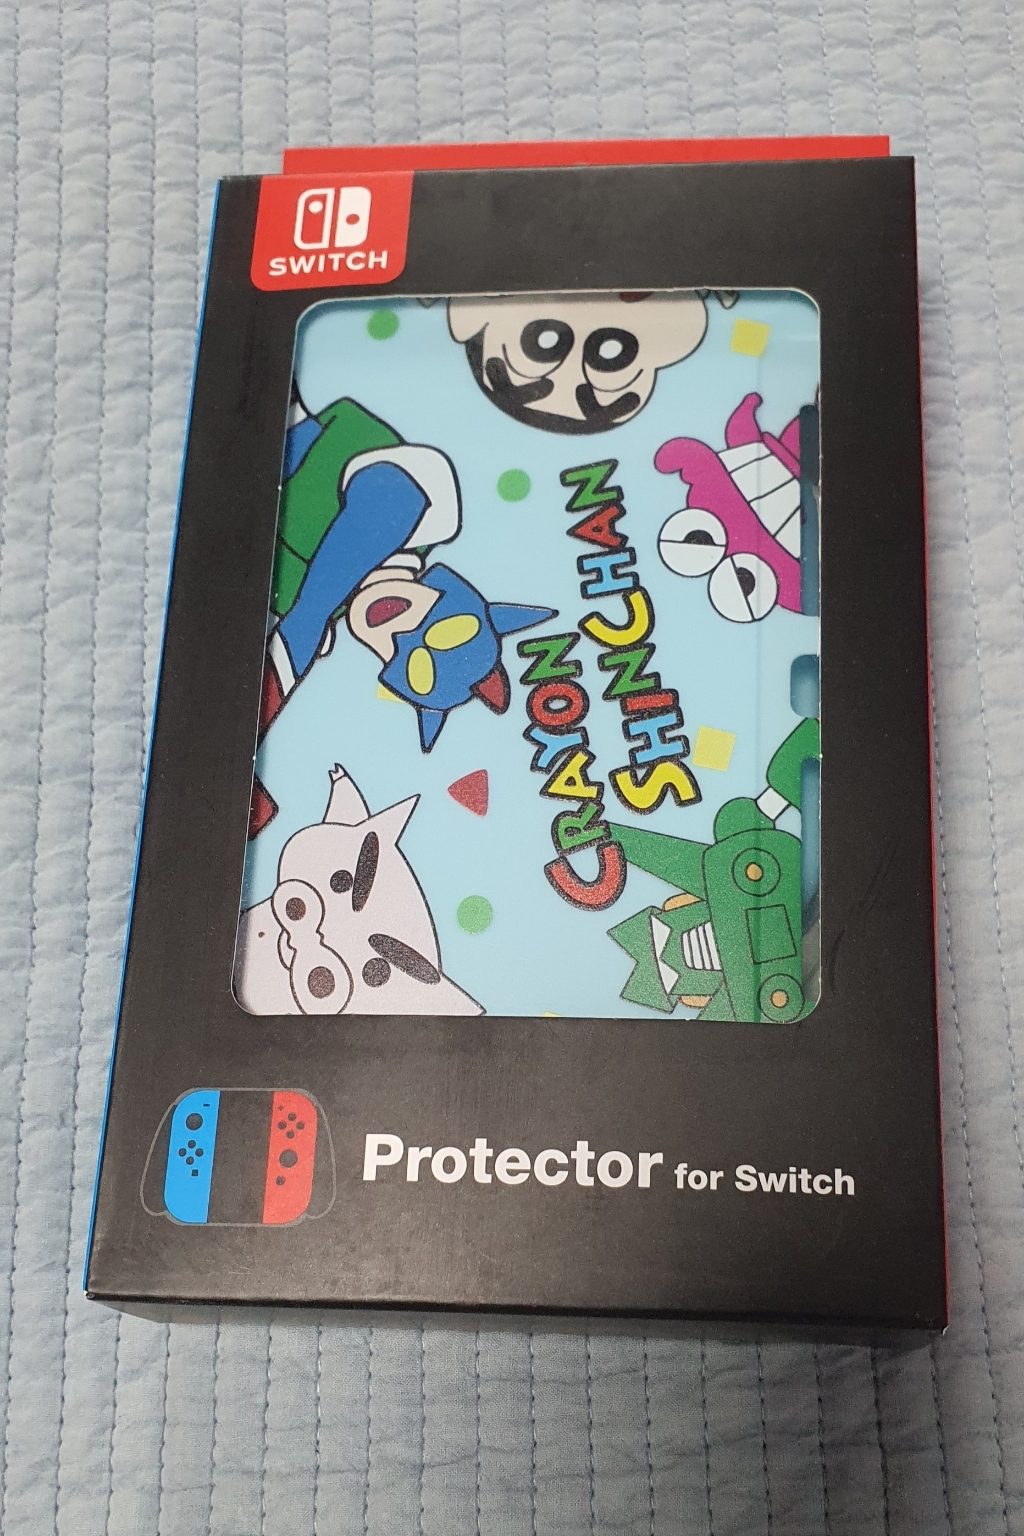 SWITCH
CRAYON
SHINCHAN
Protector for Switch